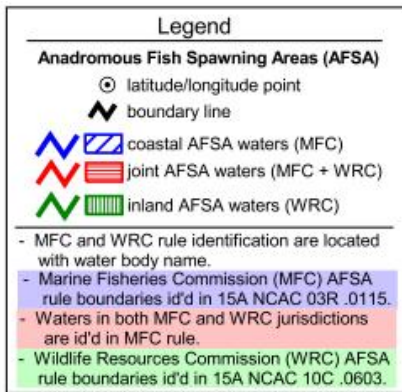 Legend
Anadromous Fish Spawning Areas (AFSA)
latitude/longitude point
boundary line
coastal AFSA waters (MFC)
joint AFSA waters (MFC + WRC)
inland AFSA waters (WRC)
- MFC and WRC rule identification are located
with water body name.
- Marine Fisheries Commission (MFC) AFSA
rule boundaries id'd in 15A NCAC 03R .0115.
- Waters in both MFC and WRC jurisdictions
are id'd in MFC rule.
- Wildlife Resources Commission (WRC) AFSA
rule boundaries id'd in 15A NCAC 10C .0603.